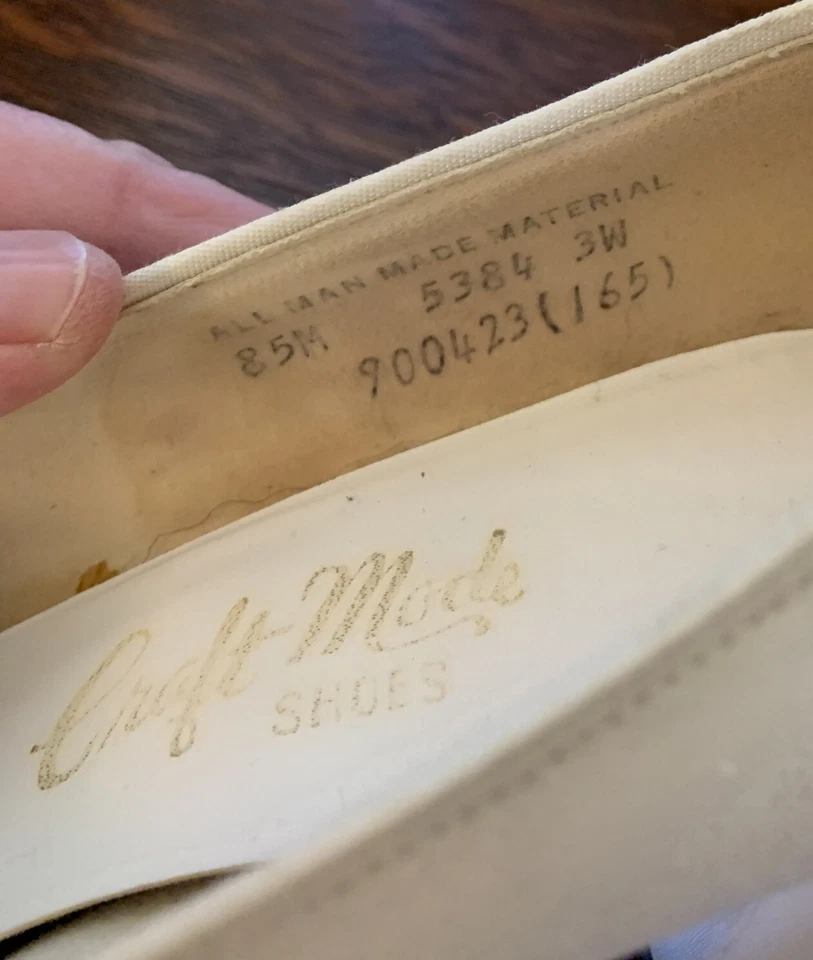 ALL MAN MADE MATERIAL
85M 5384 3W
900423(165)
Craft-Mode
SHOES